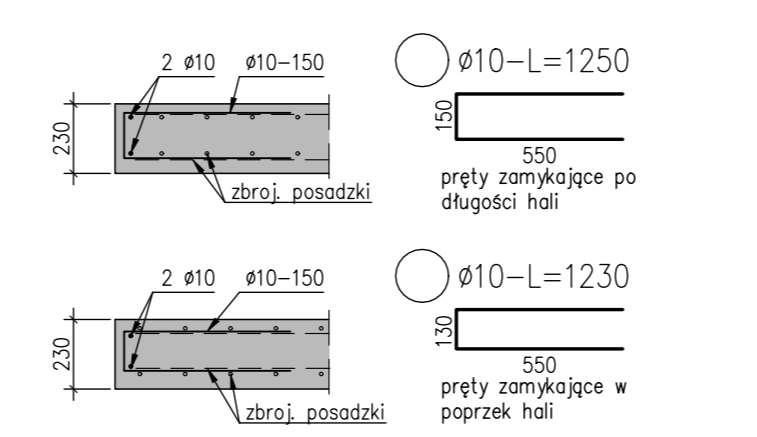 2 ø10
ø10-150
230
zbroj. posadzki
ø10-L=1250
150
550
pręty zamykające po
długości hali
2 ø10
ø10-150
230
zbroj. posadzki
ø10-L=1230
130
550
pręty zamykające w
poprzek hali